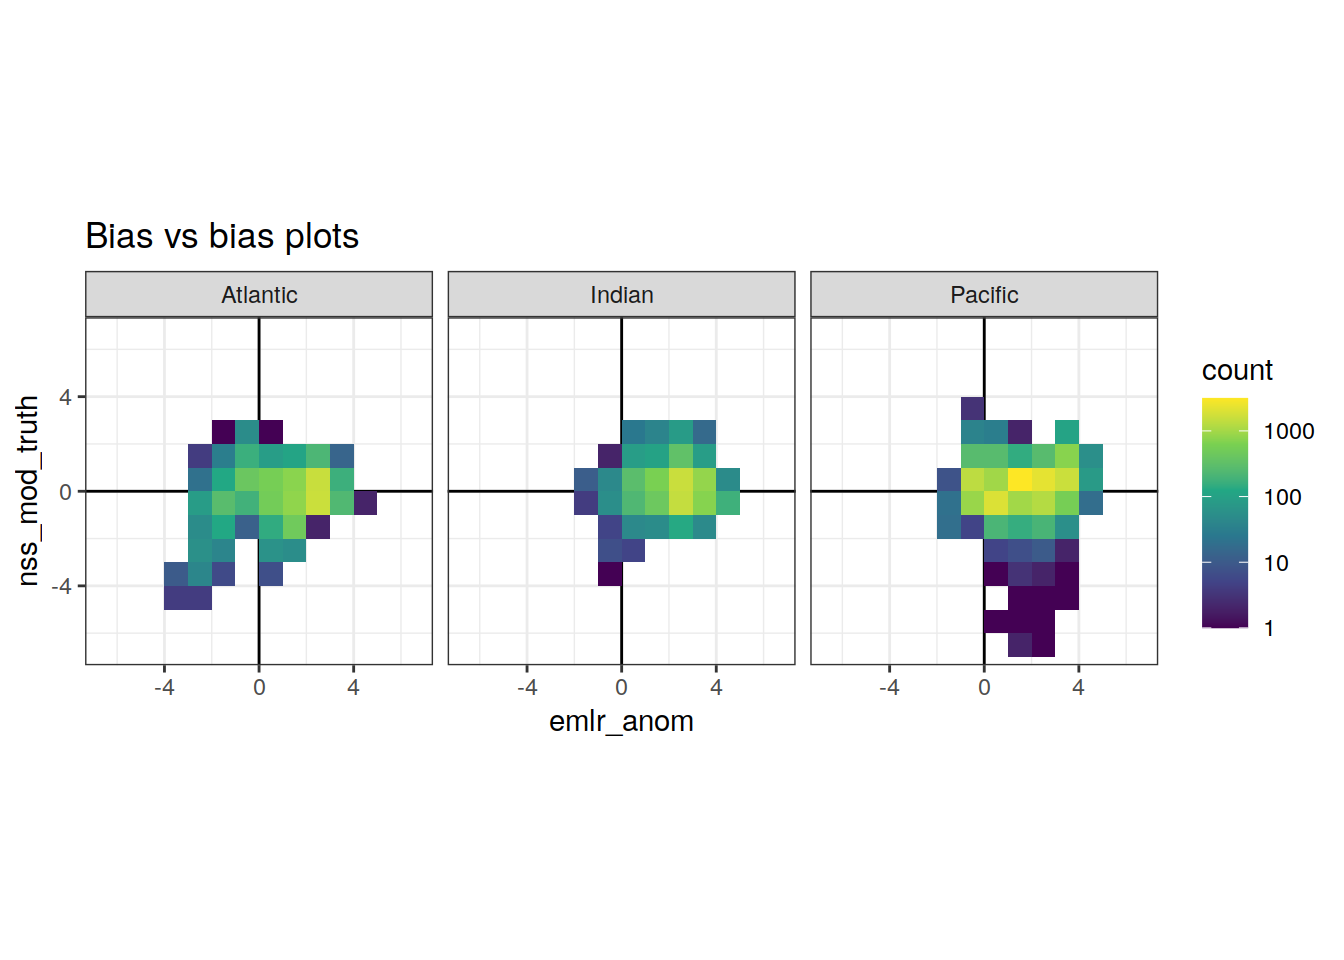 Bias vs bias plots
Atlantic
Indian
Pacific
nss_mod_truth
4
0
-4
-4
0
4
-4
0
4
-4
0
4
emlr_anom
count
1000
100
10
1